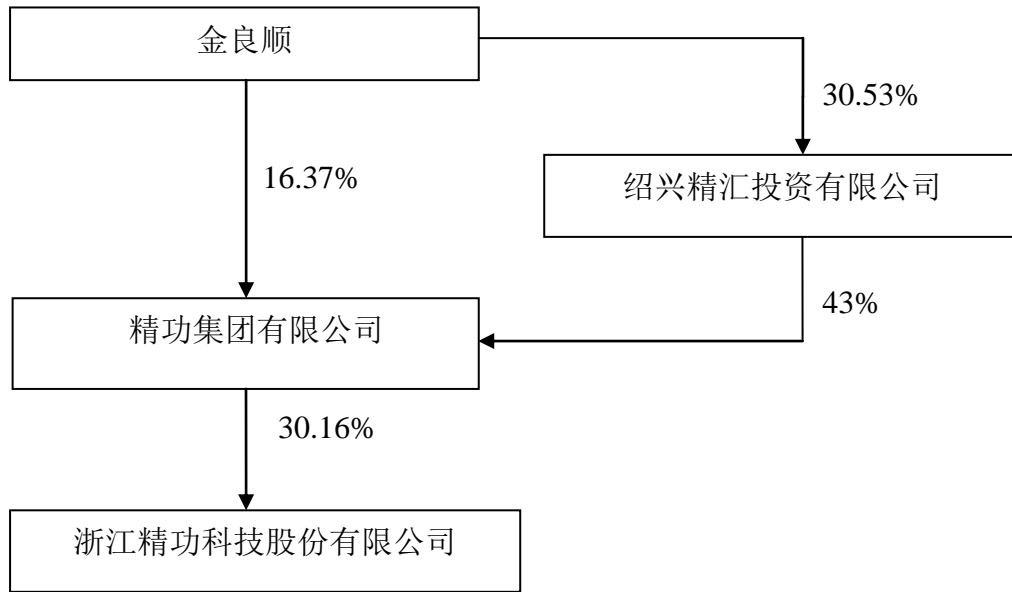 金良顺
30.53%
16.37%
绍兴精汇投资有限公司
43%
精功集团有限公司
30.16%
浙江精功科技股份有限公司